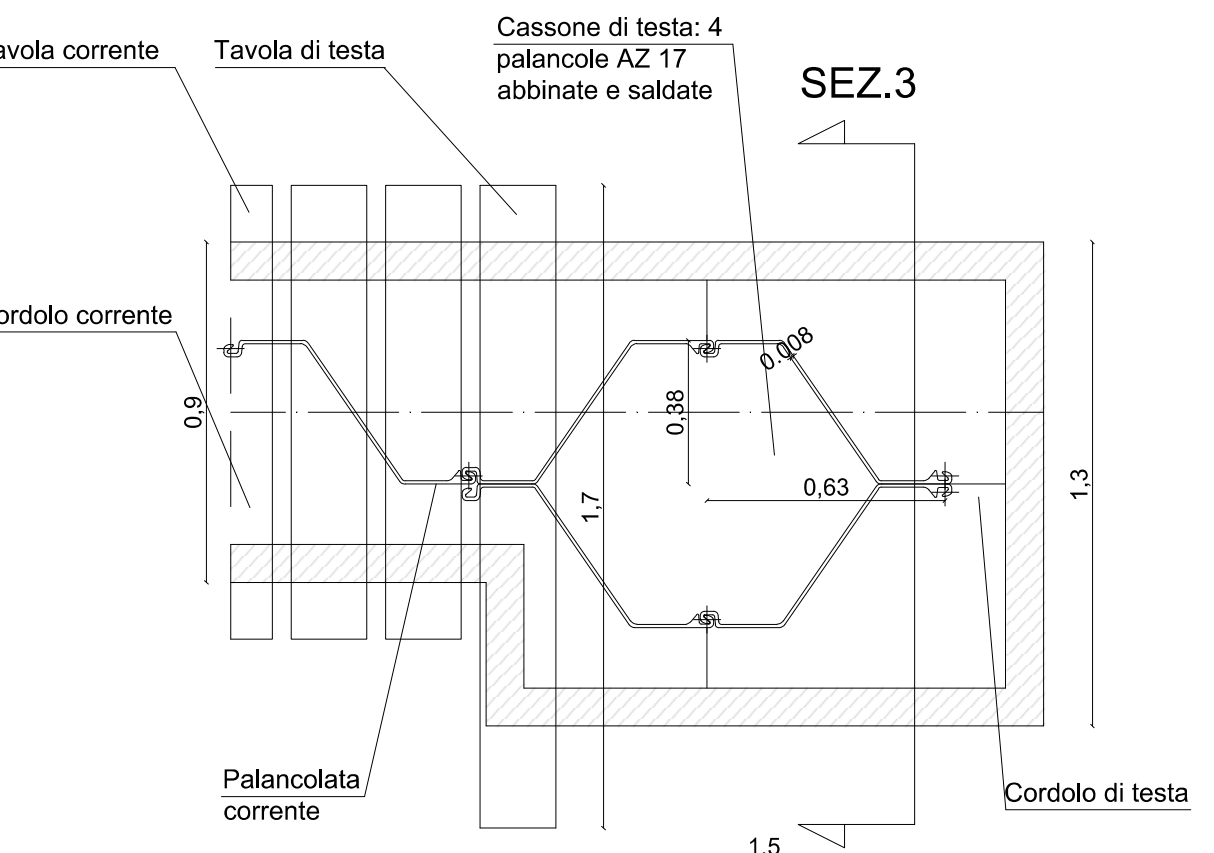 Cassone di testa: 4
palancole AZ 17
abbinate e saldate
avola corrente
Tavola di testa
SEZ.3
ordolo corrente
0.008
0,9
0,38
0,63
1,7
1,3
Palancolata
corrente
Cordolo di testa
1,5